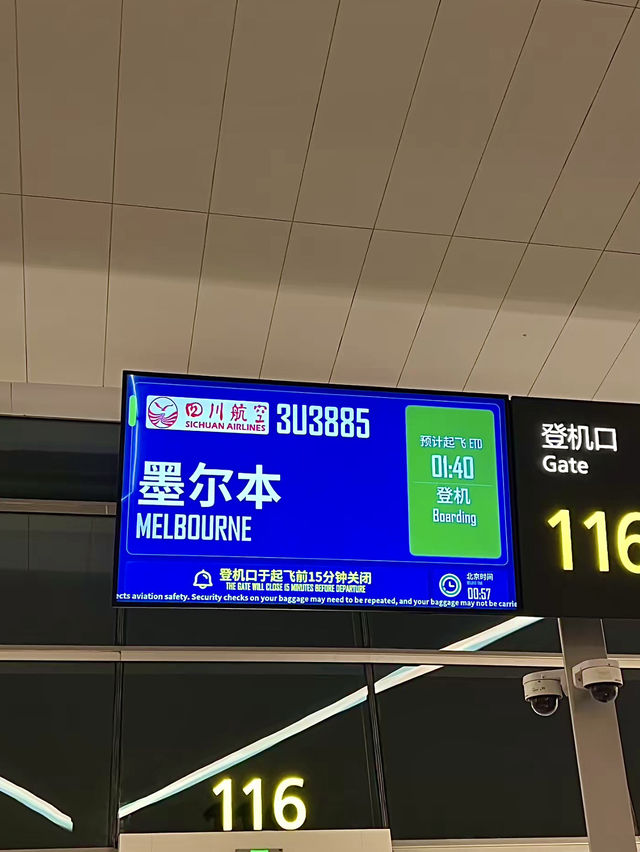 四川航空
SICHUAN AIRLINES
3U3885
墨尔本
MELBOURNE
预计起飞 ETD
01:40
登机
Boarding
登机口于起飞前15分钟关闭
THE GATE WILL CLOSE 15 MINUTES BEFORE DEPARTURE
北京时间
00:57
ects aviation safety. Security checks on your baggage may need to be repeated, and your baggage may not be carrie
登机口
Gate
116
116